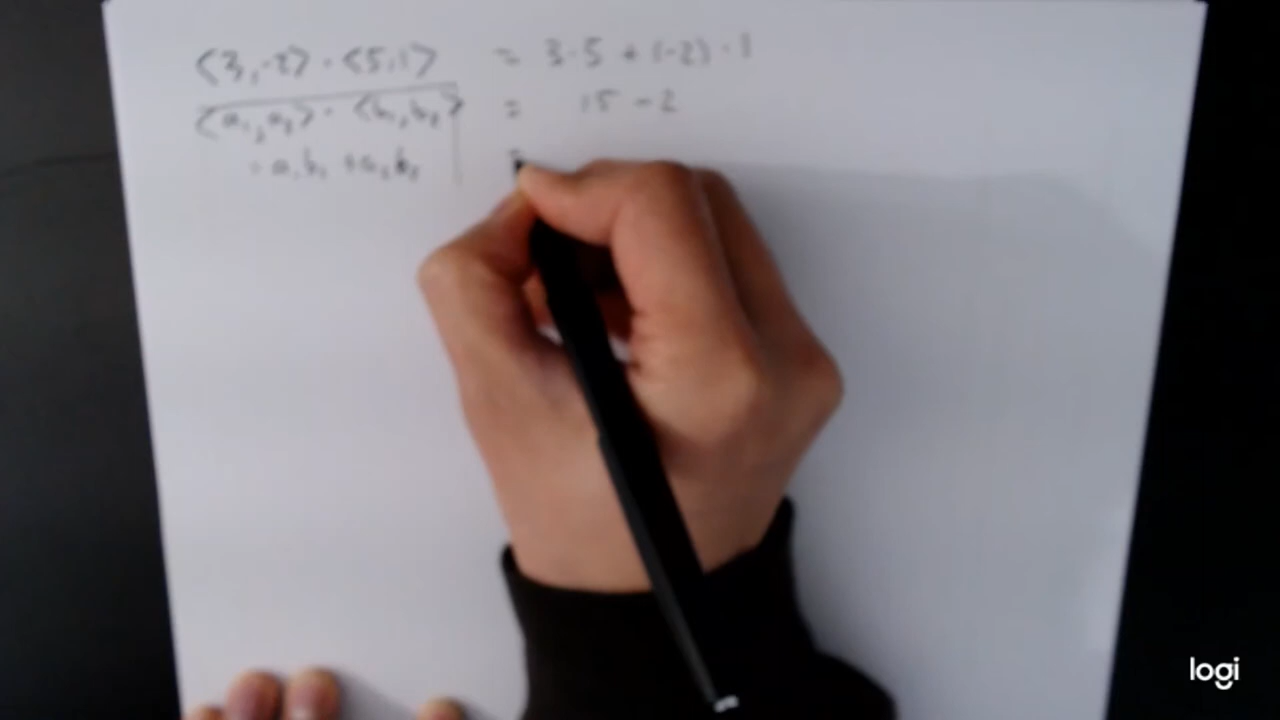 ⟨3,-2⟩ · ⟨5,1⟩ = 3·5 + (-2)·1
⟨a₁,a₂⟩ · ⟨b₁,b₂⟩ = 15 - 2
= a₁b₁ + a₂b₂ =
logi